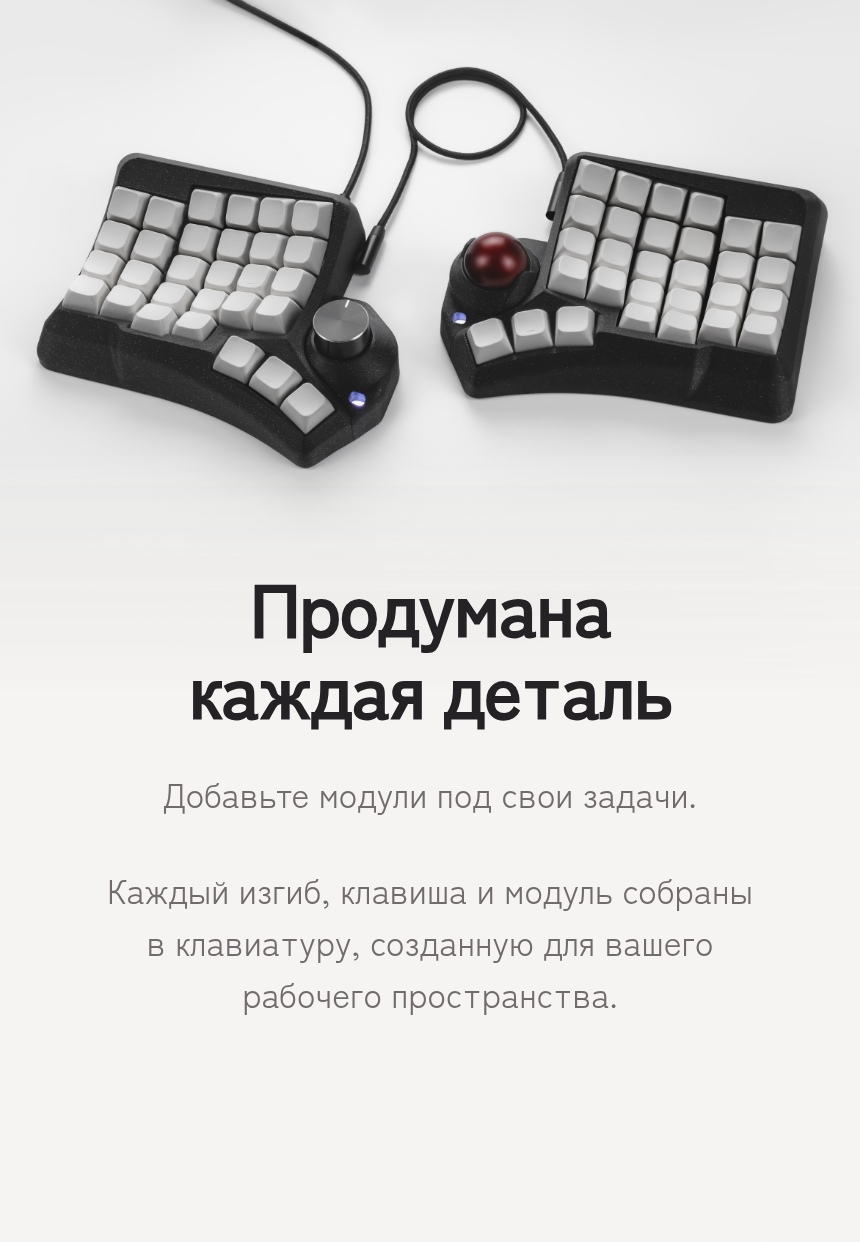 Продумана
каждая деталь
Добавьте модули под свои задачи.
Каждый изгиб, клавиша и модуль собраны
в клавиатуру, созданную для вашего
рабочего пространства.